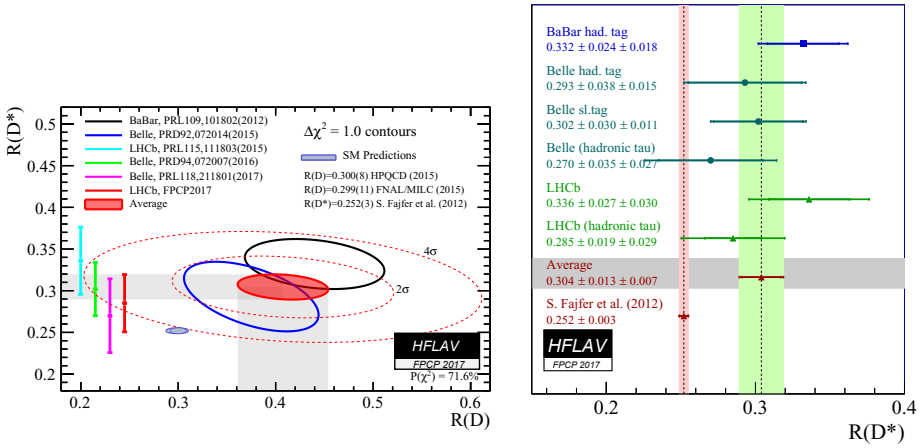 R(D*)
0.5
0.45
0.4
0.35
0.3
0.25
0.2
BaBar, PRL109,101802(2012)
Belle, PRD92,072014(2015)
LHCb, PRL115,111803(2015)
Belle, PRD94,072007(2016)
Belle, PRL118,211801(2017)
LHCb, FPCP2017
Average
Δχ² = 1.0 contours
SM Predictions
R(D)=0.300(8) HPQCD (2015)
R(D)=0.299(11) FNAL/MILC (2015)
R(D*)=0.252(3) S. Fajfer et al. (2012)
4σ
2σ
HFLAV
FPCP 2017
P(χ²) = 71.6%
0.2
0.3
0.4
0.5
0.6
R(D)
BaBar had. tag
0.332 ± 0.024 ± 0.018
Belle had. tag
0.293 ± 0.038 ± 0.015
Belle sl.tag
0.302 ± 0.030 ± 0.011
Belle (hadronic tau)
0.270 ± 0.035 ± 0.027
LHCb
0.336 ± 0.027 ± 0.030
LHCb (hadronic tau)
0.285 ± 0.019 ± 0.029
Average
0.304 ± 0.013 ± 0.007
S. Fajfer et al. (2012)
0.252 ± 0.003
HFLAV
FPCP 2017
0.2
0.3
0.4
R(D*)